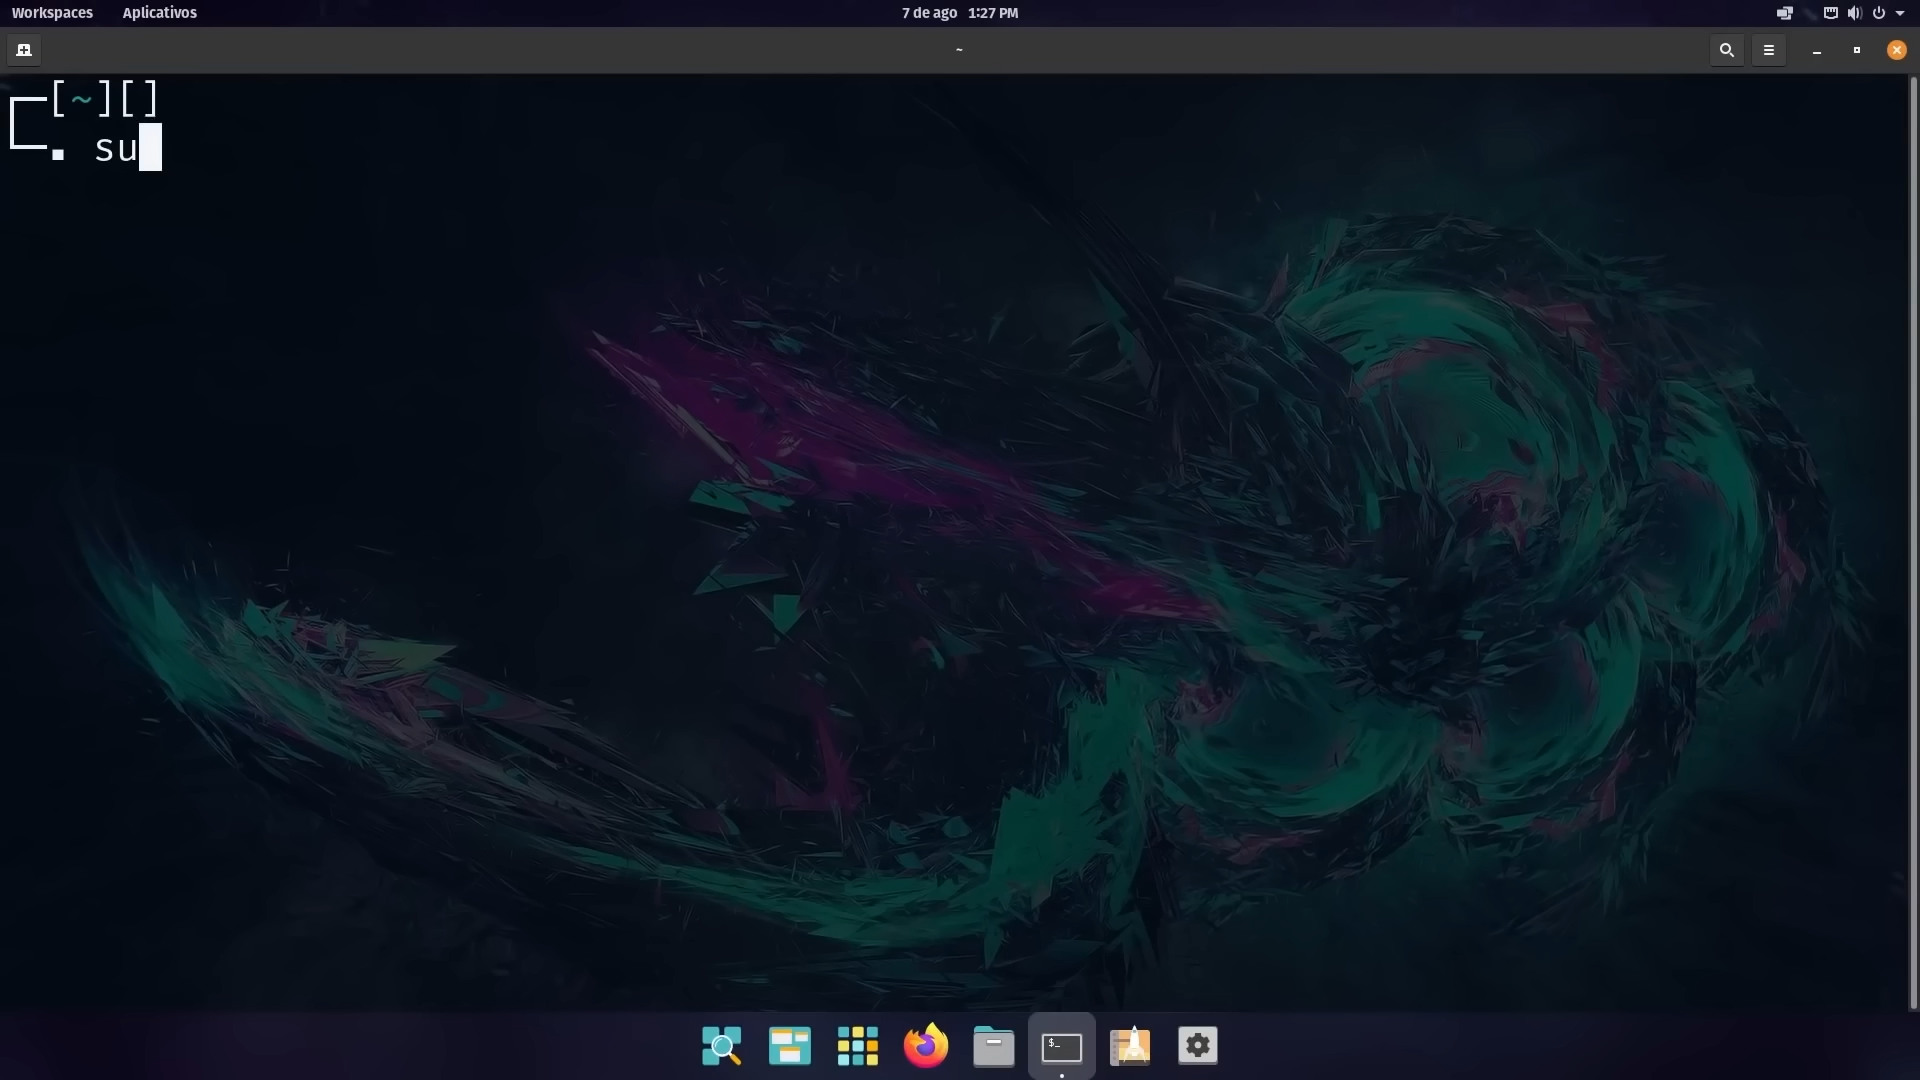 Workspaces Aplicativos 7 de ago 1:27 PM
~
[~][]
. su
$_